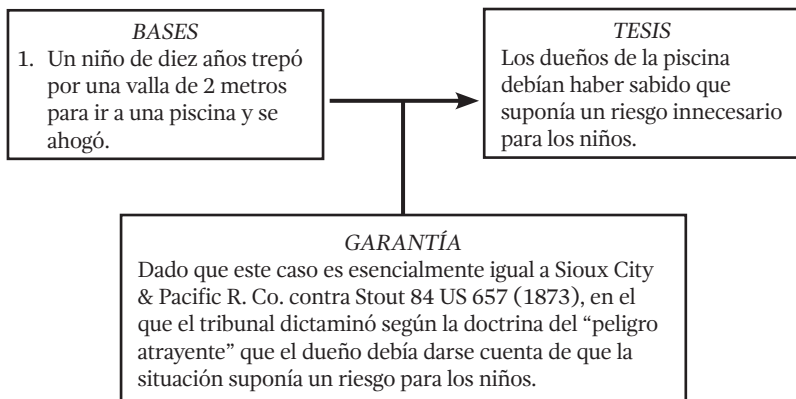 BASES
1. Un niño de diez años trepó
por una valla de 2 metros
para ir a una piscina y se
ahogó.
TESIS
Los dueños de la piscina
debían haber sabido que
suponía un riesgo innecesario
para los niños.
GARANTÍA
Dado que este caso es esencialmente igual a Sioux City
& Pacific R. Co. contra Stout 84 US 657 (1873), en el
que el tribunal dictaminó según la doctrina del “peligro
atrayente” que el dueño debía darse cuenta de que la
situación suponía un riesgo para los niños.